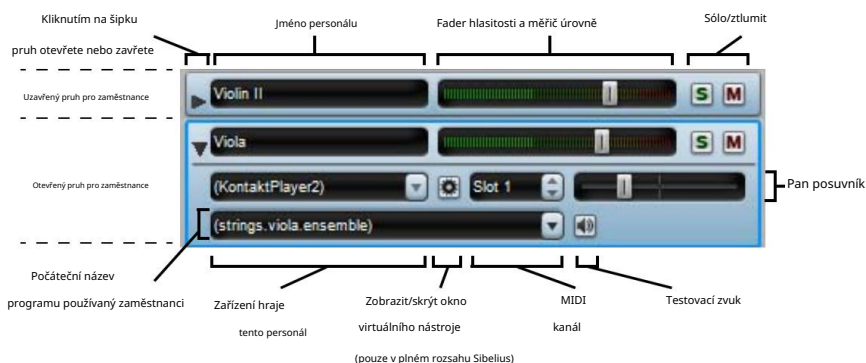 Kliknutím na šipku
pruh otevřete nebo zavřete
Jméno personálu
Fader hlasitosti a měřič úrovně
Sólo/ztlumit
Uzavřený pruh pro zaměstnance
Violin II
S M
Viola
S M
Otevřený pruh pro zaměstnance
(KontaktPlayer2)
Slot 1
Pan posuvník
(strings.viola.ensemble)
Počáteční název
programu používaný zaměstnanci
Zařízení hraje
tento personál
Zobrazit/skrýt okno
virtuálního nástroje
(pouze v plném rozsahu Sibelius)
MIDI
kanál
Testovací zvuk